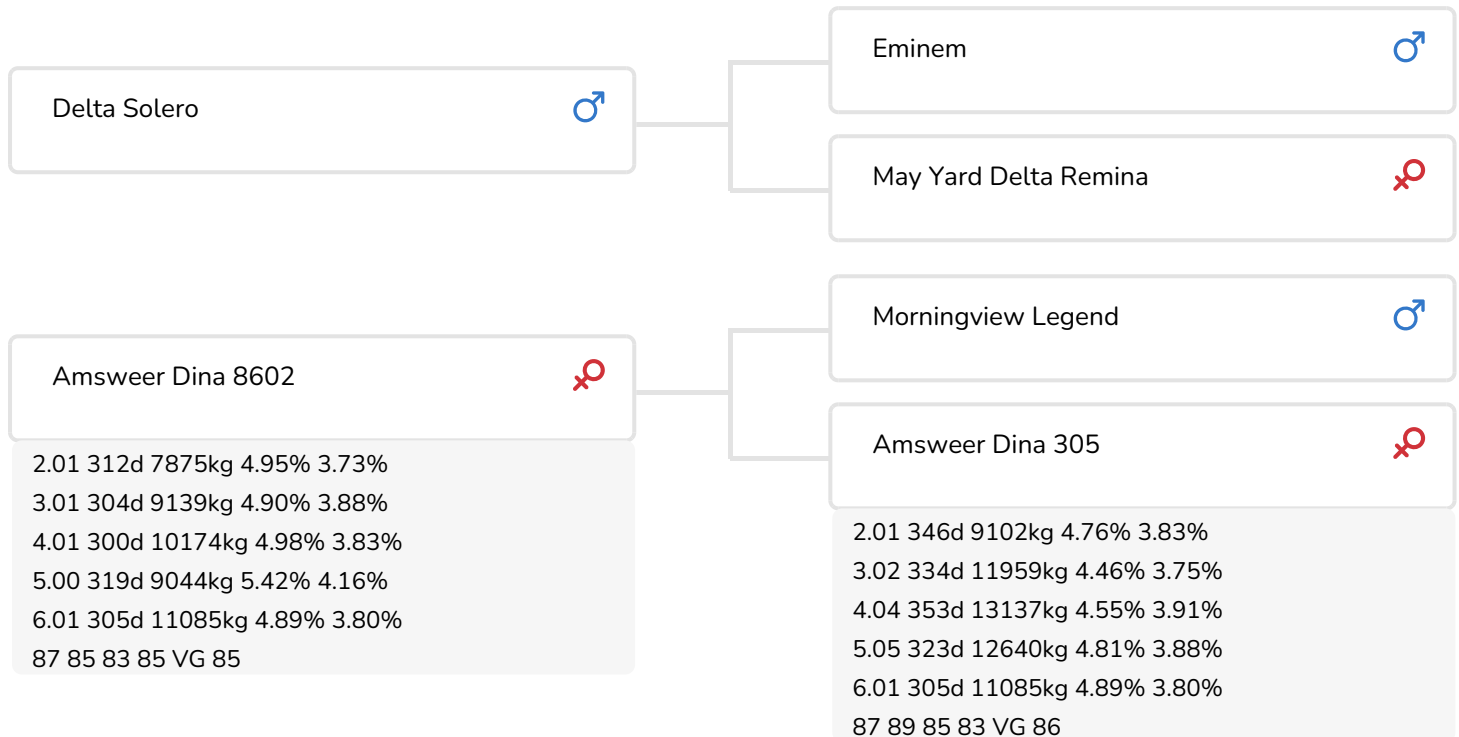 Delta Solero
Eminem
May Yard Delta Remina
Amsweer Dina 8602
2.01 312d 7875kg 4.95% 3.73%
3.01 304d 9139kg 4.90% 3.88%
4.01 300d 10174kg 4.98% 3.83%
5.00 319d 9044kg 5.42% 4.16%
6.01 305d 11085kg 4.89% 3.80%
87 85 83 85 VG 85
Morningview Legend
Amsweer Dina 305
2.01 346d 9102kg 4.76% 3.83%
3.02 334d 11959kg 4.46% 3.75%
4.04 353d 13137kg 4.55% 3.91%
5.05 323d 12640kg 4.81% 3.88%
6.01 305d 11085kg 4.89% 3.80%
87 89 85 83 VG 86